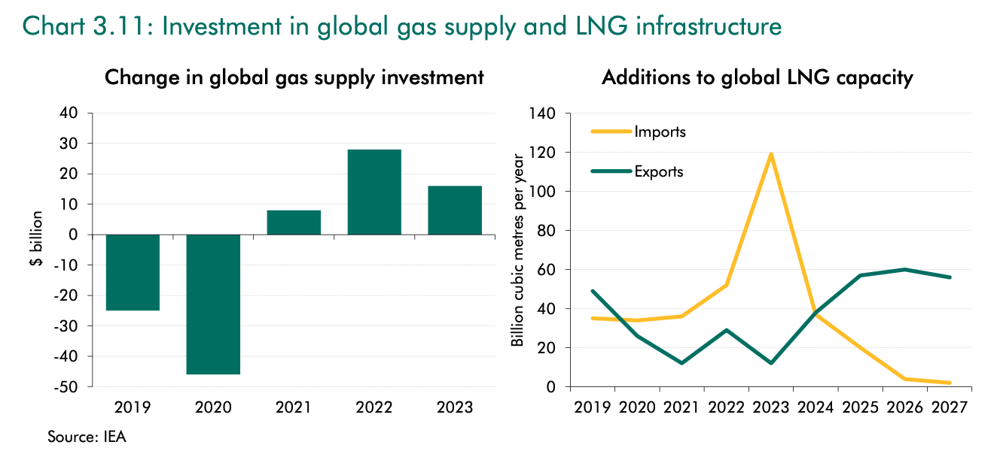 Chart 3.11: Investment in global gas supply and LNG infrastructure
Change in global gas supply investment
$ billion
40
30
20
10
0
-10
-20
-30
-40
-50
2019 2020 2021 2022 2023
Additions to global LNG capacity
Billion cubic metres per year
140
120
100
80
60
40
20
0
Imports
Exports
2019 2020 2021 2022 2023 2024 2025 2026 2027
Source: IEA